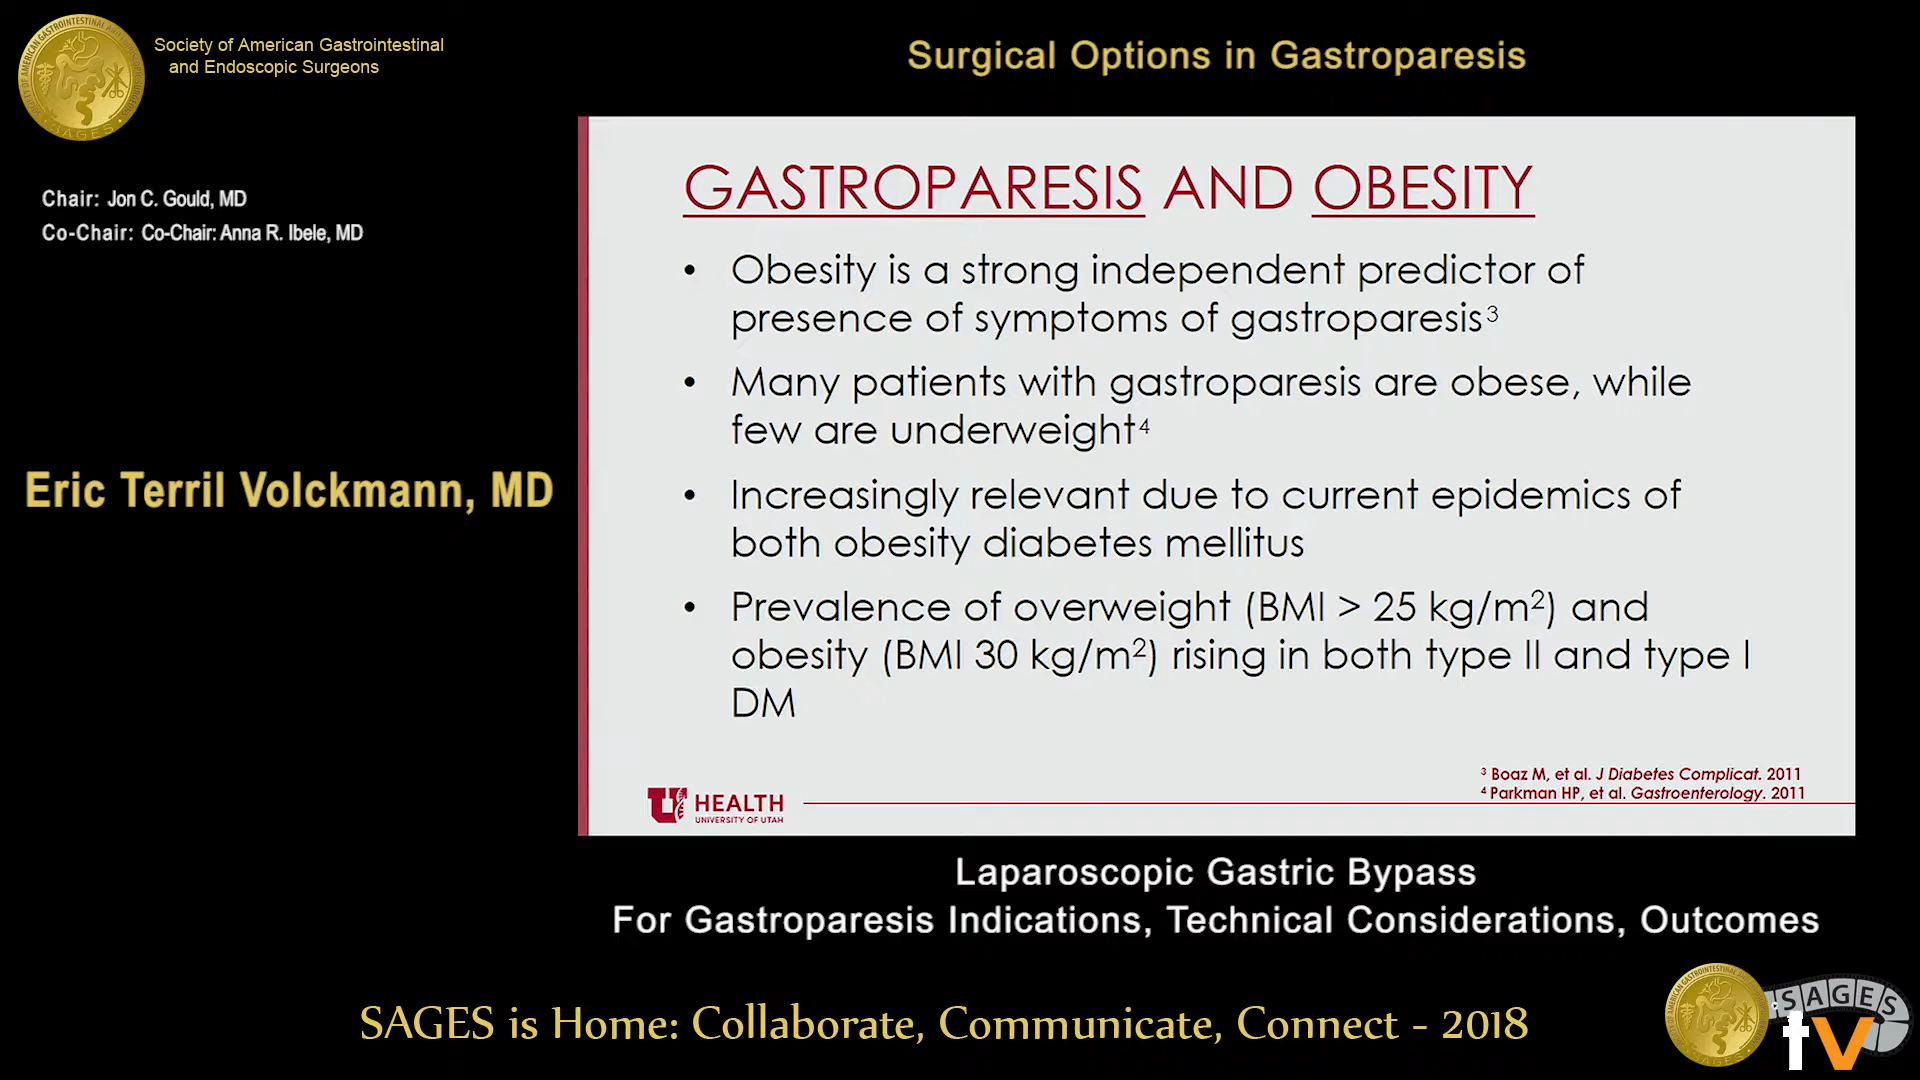 Society of American Gastrointestinal
and Endoscopic Surgeons
Surgical Options in Gastroparesis
Chair: Jon C. Gould, MD
Co-Chair: Co-Chair: Anna R. Ibele, MD
Eric Terril Volckmann, MD
GASTROPARESIS AND OBESITY
• Obesity is a strong independent predictor of
presence of symptoms of gastroparesis³
• Many patients with gastroparesis are obese, while
few are underweight⁴
• Increasingly relevant due to current epidemics of
both obesity diabetes mellitus
• Prevalence of overweight (BMI > 25 kg/m²) and
obesity (BMI 30 kg/m²) rising in both type II and type I
DM
³ Boaz M, et al. J Diabetes Complicat. 2011
⁴ Parkman HP, et al. Gastroenterology. 2011
U HEALTH
UNIVERSITY OF UTAH
Laparoscopic Gastric Bypass
For Gastroparesis Indications, Technical Considerations, Outcomes
SAGES is Home: Collaborate, Communicate, Connect - 2018
SAGES
tv